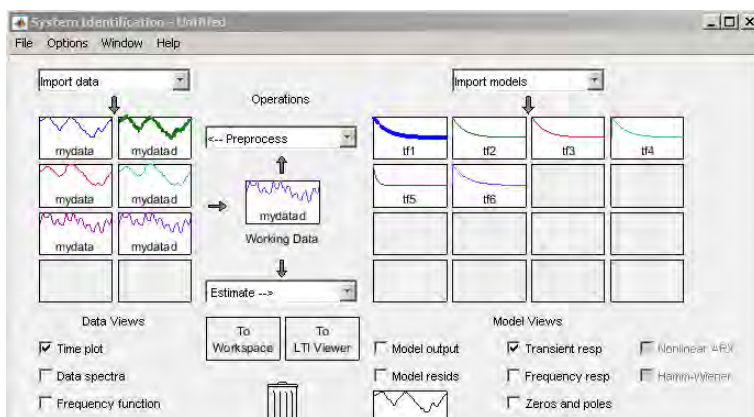 System Identification - Untitled
File Options Window Help
Import data
Import models
Operations
mydata
mydatad
<-- Preprocess
tf1
tf2
tf3
tf4
mydata
mydatad
mydatad
Working Data
tf5
tf6
mydata
mydatad
Estimate -->
Data Views
To Workspace
To LTI Viewer
Model Views
Time plot
Model output
Transient resp
Nonlinear ARX
Data spectra
Model resids
Frequency resp
Hamm-Wiener
Frequency function
Zeros and poles